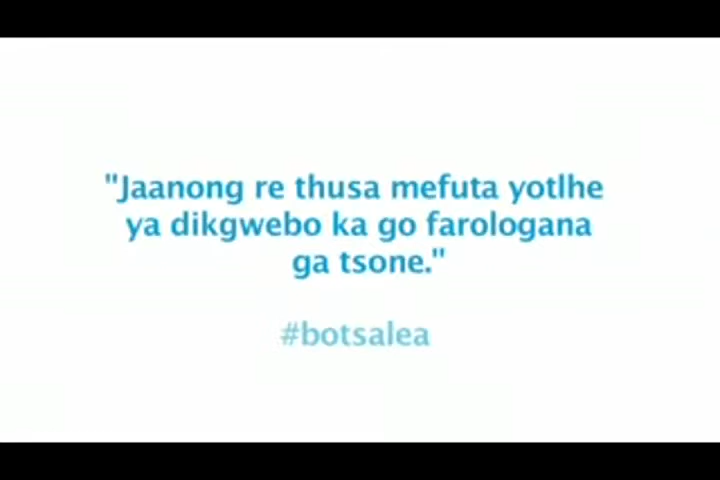 "Jaanong re thusa mefuta yotlhe
ya dikgwebo ka go farologana
ga tsone."
#botsalea